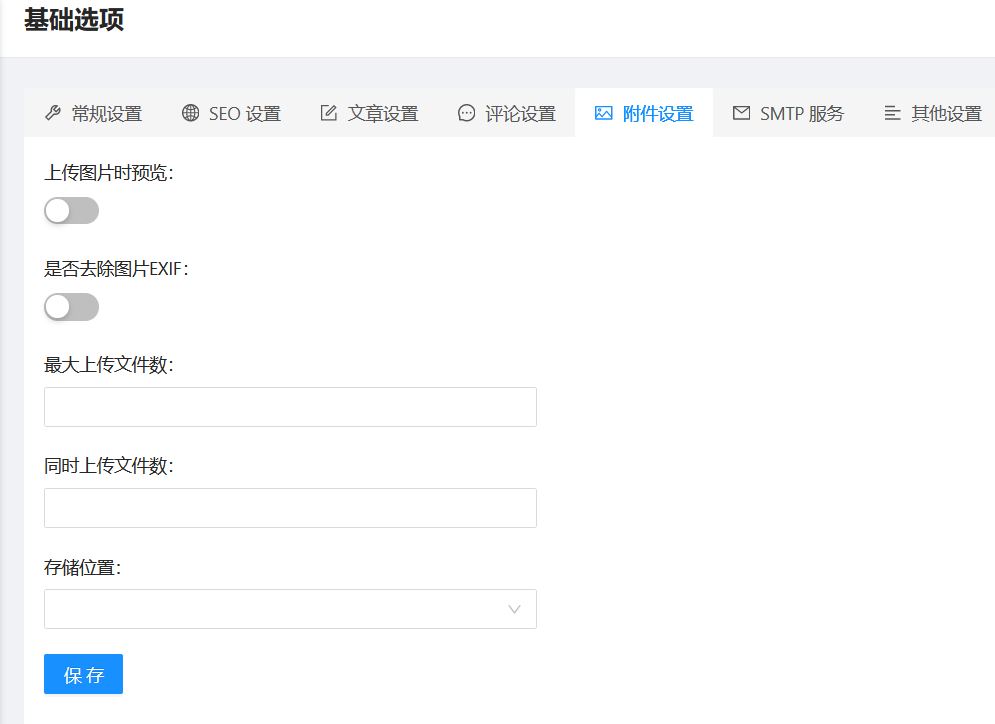 基础选项
常规设置 SEO 设置 文章设置 评论设置 附件设置 SMTP 服务 其他设置
上传图片时预览：
是否去除图片EXIF：
最大上传文件数：
同时上传文件数：
存储位置：
保存